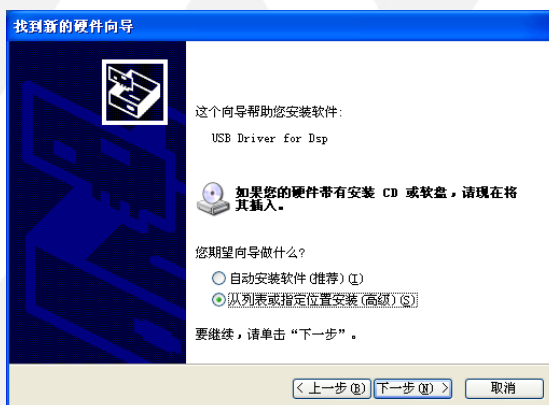 找到新的硬件向导
这个向导帮助您安装软件:
USB Driver for Dsp
如果您的硬件带有安装 CD 或软盘，请现在将
其插入。
您期望向导做什么?
自动安装软件(推荐)(I)
从列表或指定位置安装(高级)(S)
要继续，请单击“下一步”。
< 上一步(B) 下一步(N) > 取消